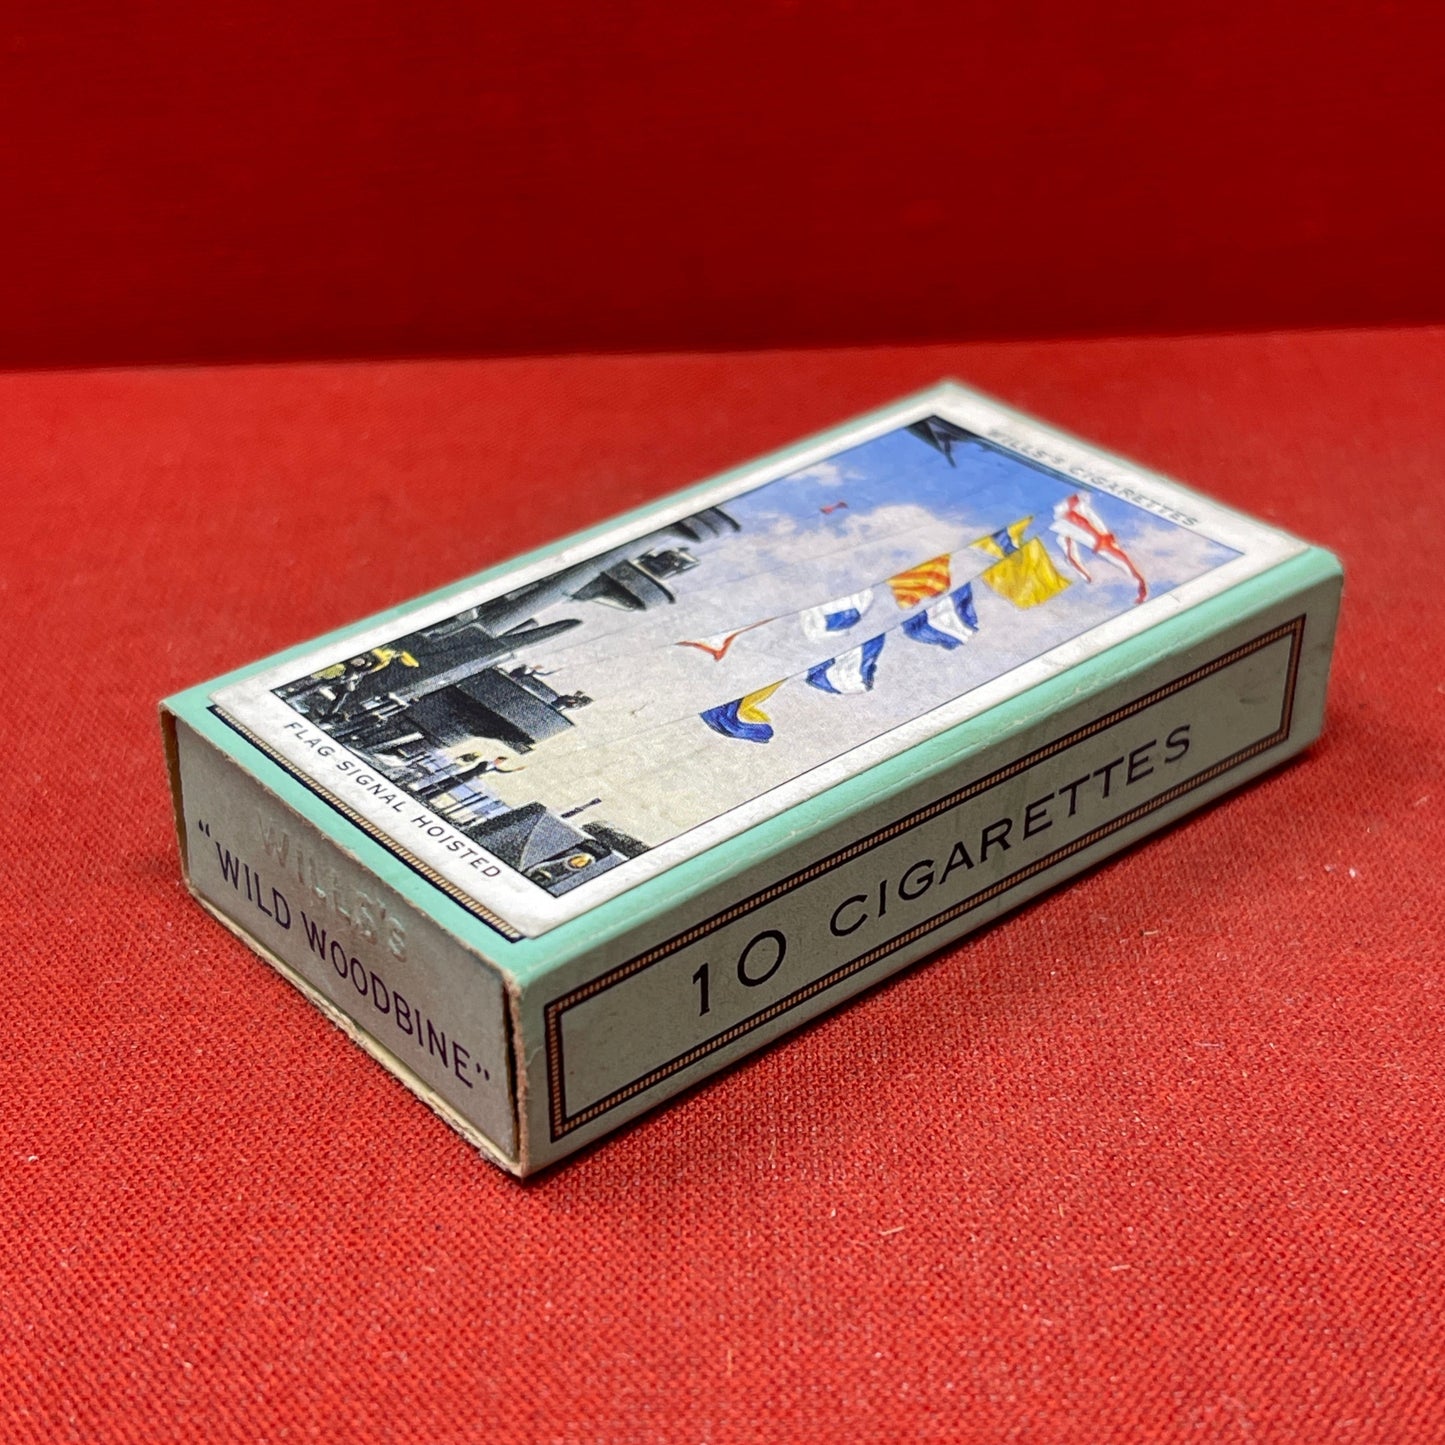 WILLS'S CIGARETTES
FLAG SIGNAL HOISTED
WILLS'S
“WILD WOODBINE”
10 CIGARETTES